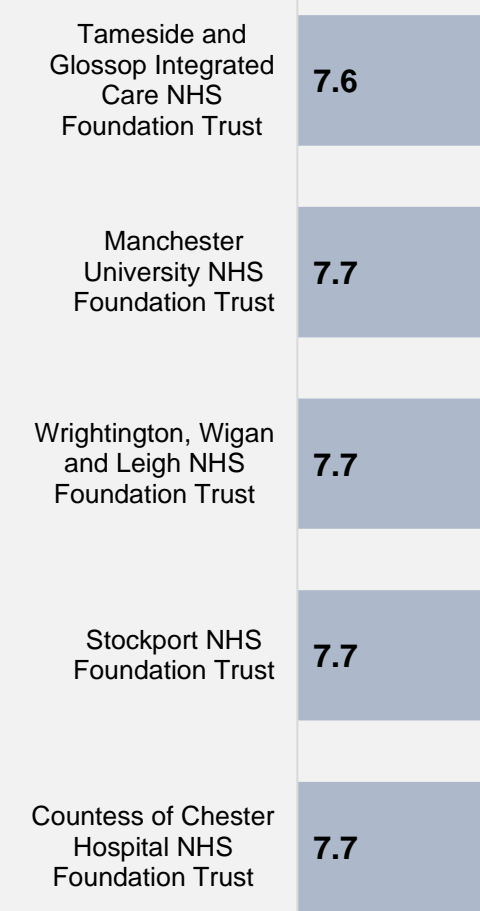 Tameside and
Glossop Integrated
Care NHS
Foundation Trust
7.6
Manchester
University NHS
Foundation Trust
7.7
Wrightington, Wigan
and Leigh NHS
Foundation Trust
7.7
Stockport NHS
Foundation Trust
7.7
Countess of Chester
Hospital NHS
Foundation Trust
7.7